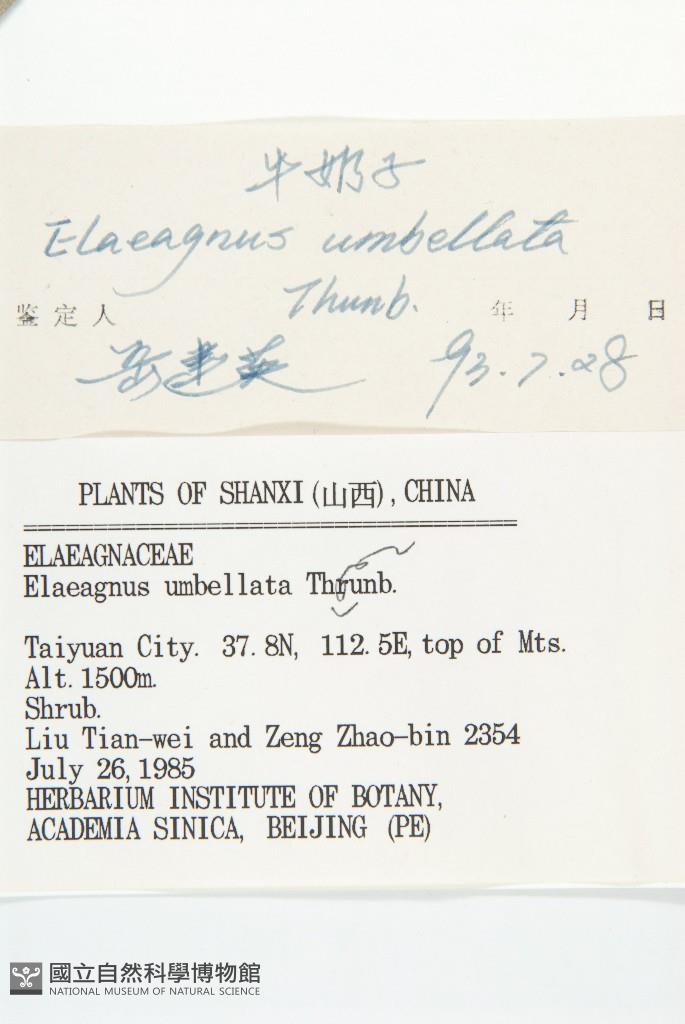 牛奶子
Elaeagnus umbellata
Thunb.
鉴定人 年 月 日
岳建英 93.7.28
PLANTS OF SHANXI (山西), CHINA
ELAEAGNACEAE
Elaeagnus umbellata Thrunb.
Taiyuan City. 37.8N, 112.5E, top of Mts.
Alt. 1500m.
Shrub.
Liu Tian-wei and Zeng Zhao-bin 2354
July 26, 1985
HERBARIUM INSTITUTE OF BOTANY,
ACADEMIA SINICA, BEIJING (PE)
國立自然科學博物館
NATIONAL MUSEUM OF NATURAL SCIENCE